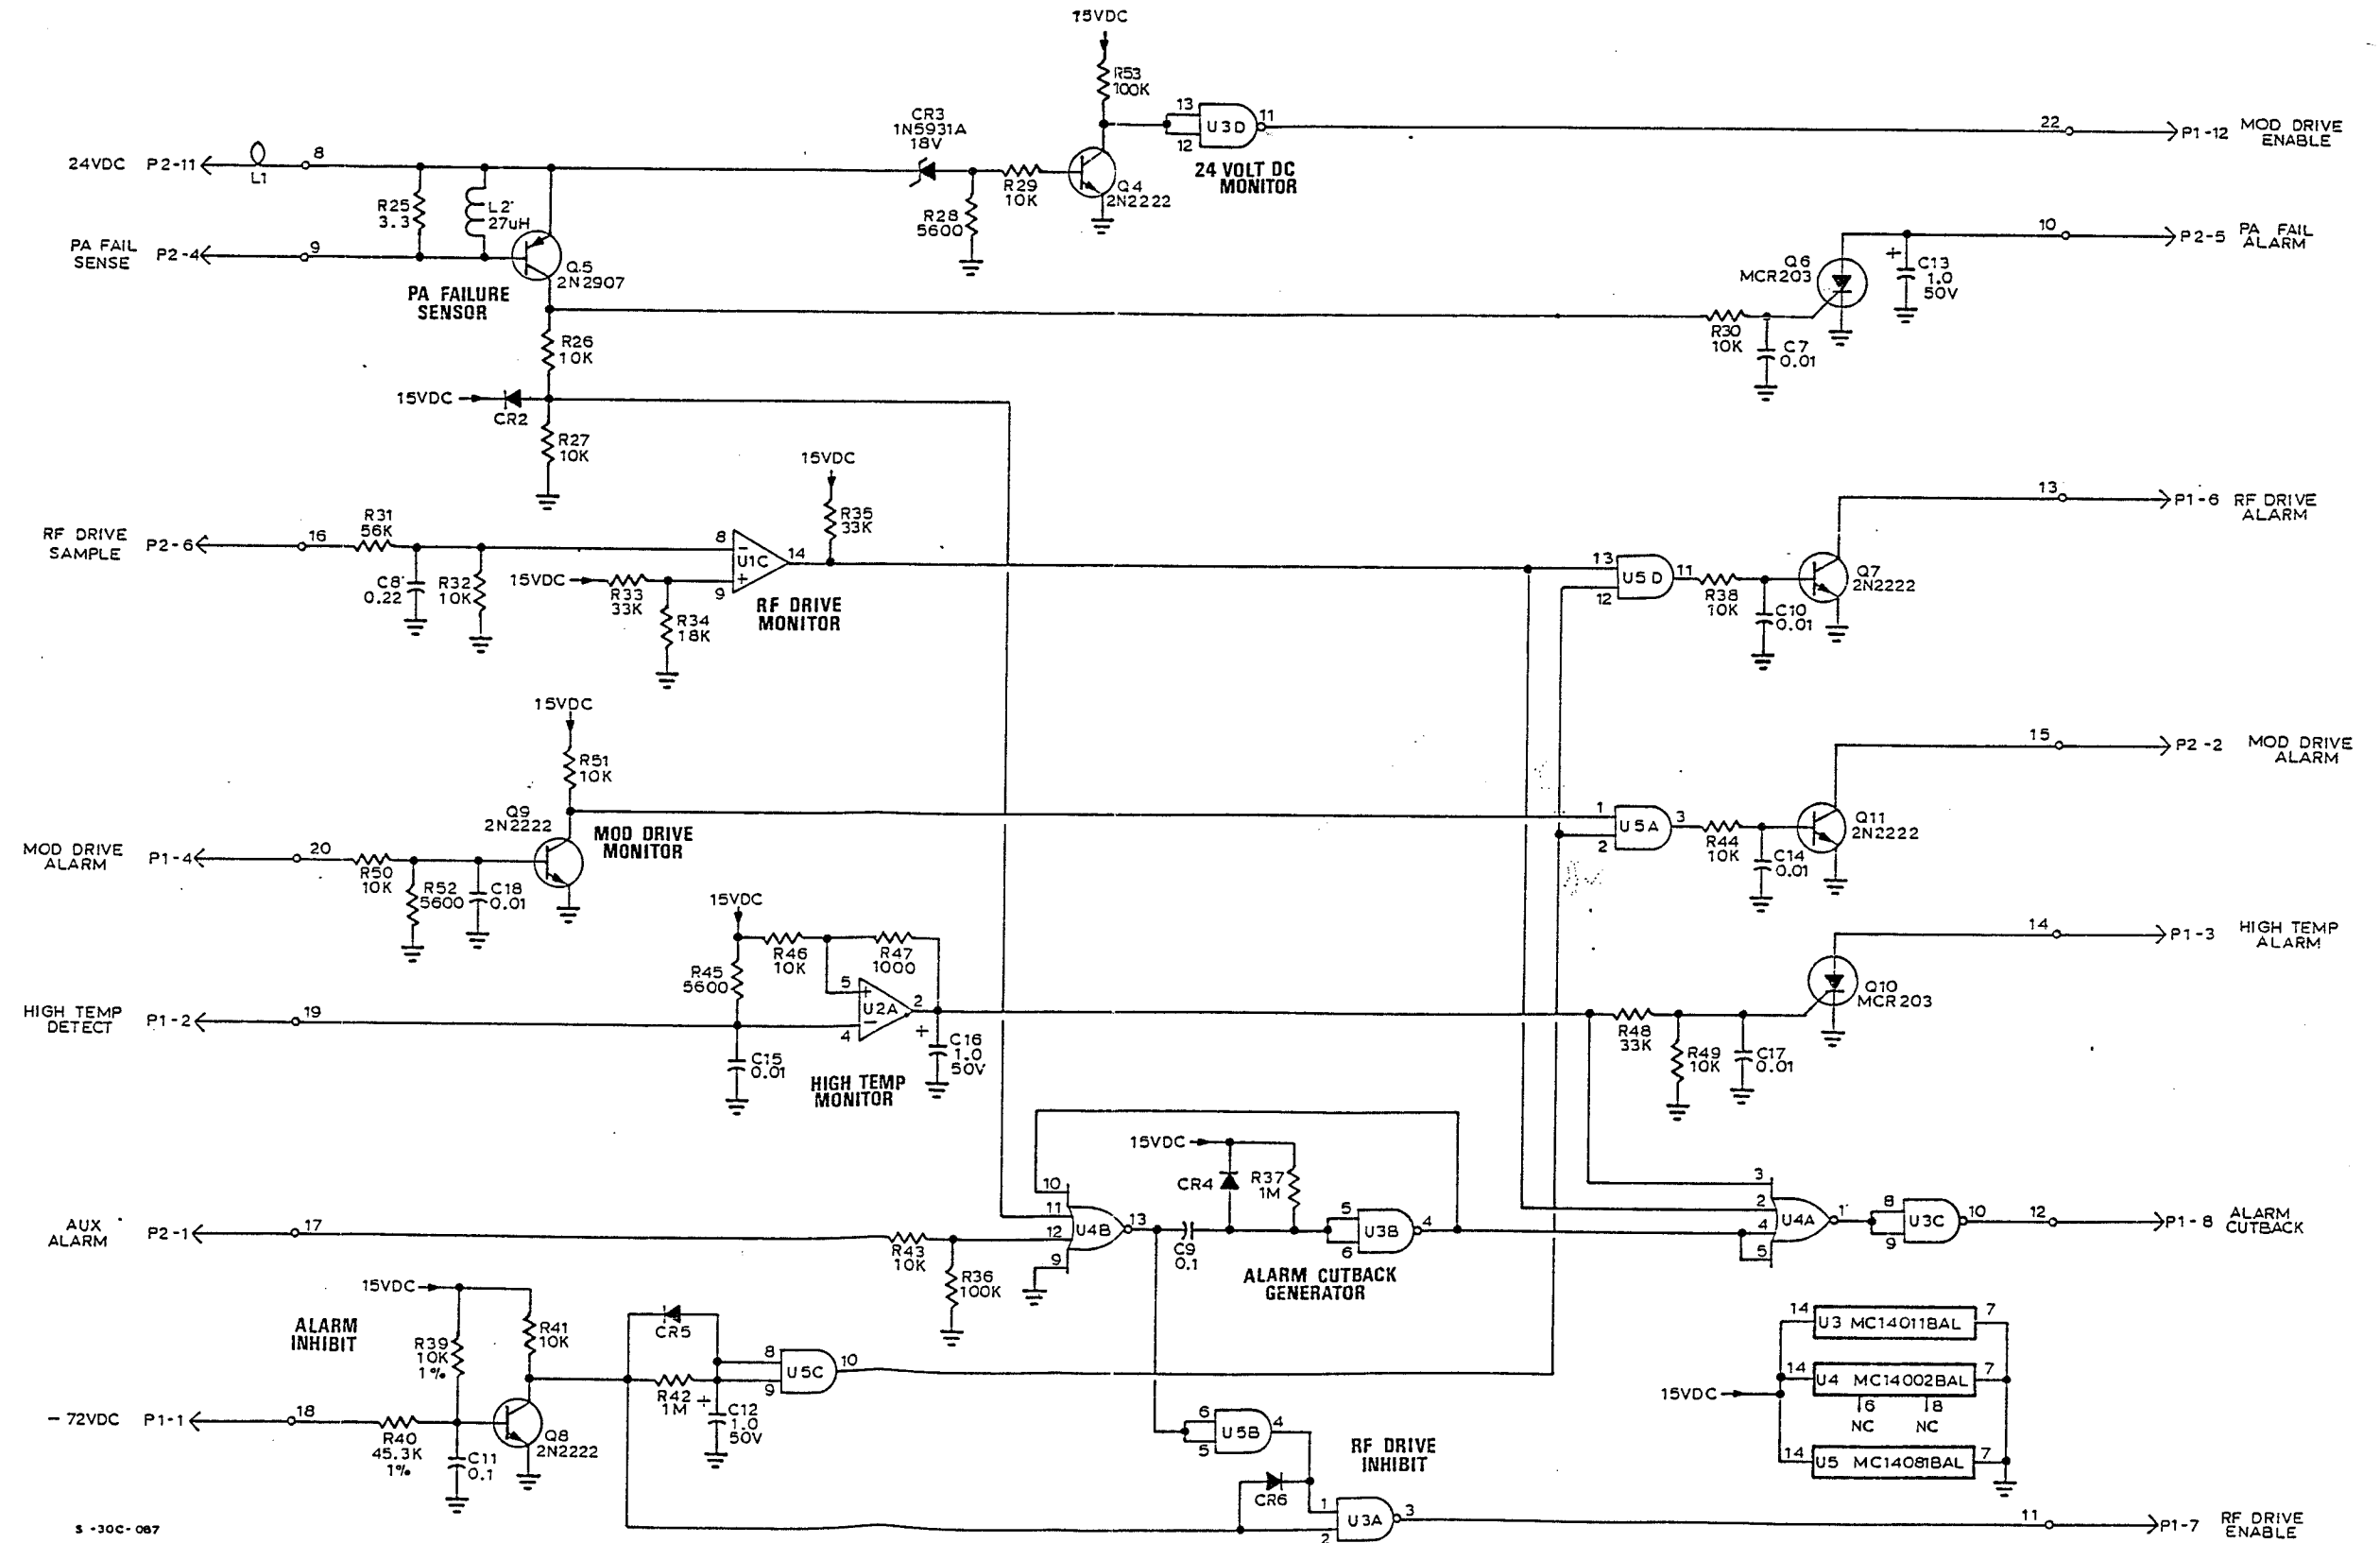 15VDC
R53
100K
CR3
1N5931A
18V
13
12
U3D
11
22
P1-12 MOD DRIVE
ENABLE
24VDC P2-11
L1
8
R29
10K
Q4
2N2222
24 VOLT DC
MONITOR
R25
3.3
L2
27uH
R28
5600
PA FAIL
SENSE
P2-4
9
Q5
2N2907
PA FAILURE
SENSOR
10
P2-5 PA FAIL
ALARM
Q6
MCR203
+
C13
1.0
50V
R30
10K
C7
0.01
R26
10K
15VDC
CR2
R27
10K
15VDC
R35
33K
RF DRIVE
SAMPLE
P2-6
16
R31
56K
C8
0.22
R32
10K
15VDC
R33
33K
R34
18K
8
-
U1C
+
9
14
RF DRIVE
MONITOR
13
12
U5D
11
R38
10K
C10
0.01
Q7
2N2222
13
P1-6 RF DRIVE
ALARM
15VDC
R51
10K
Q9
2N2222
MOD DRIVE
MONITOR
MOD DRIVE
ALARM
P1-4
20
R50
10K
R52
5600
C18
0.01
1
2
U5A
3
R44
10K
C14
0.01
Q11
2N2222
15
P2-2 MOD DRIVE
ALARM
15VDC
R46
10K
R47
1000
R45
5600
5
+
U2A
-
4
2
+
C16
1.0
50V
HIGH TEMP
DETECT
P1-2
19
C15
0.01
HIGH TEMP
MONITOR
R48
33K
R49
10K
C17
0.01
Q10
MCR203
14
P1-3 HIGH TEMP
ALARM
15VDC
CR4
R37
1M
10
11
12
9
U4B
13
C9
0.1
5
6
U3B
4
ALARM CUTBACK
GENERATOR
3
2
4
5
U4A
1
8
9
U3C
10
12
P1-8 ALARM
CUTBACK
AUX
ALARM
P2-1
17
R43
10K
R36
100K
15VDC
ALARM
INHIBIT
R39
10K
1%
R41
10K
CR5
R42
1M
+
C12
1.0
50V
8
9
U5C
10
-72VDC P1-1
18
R40
45.3K
1%
C11
0.1
Q8
2N2222
6
5
U5B
4
CR6
RF DRIVE
INHIBIT
1
2
U3A
3
11
P1-7 RF DRIVE
ENABLE
14 U3 MC14011BAL 7
14 U4 MC14002BAL 7
15VDC
6
NC
8
NC
14 U5 MC14081BAL 7
S-30C-087